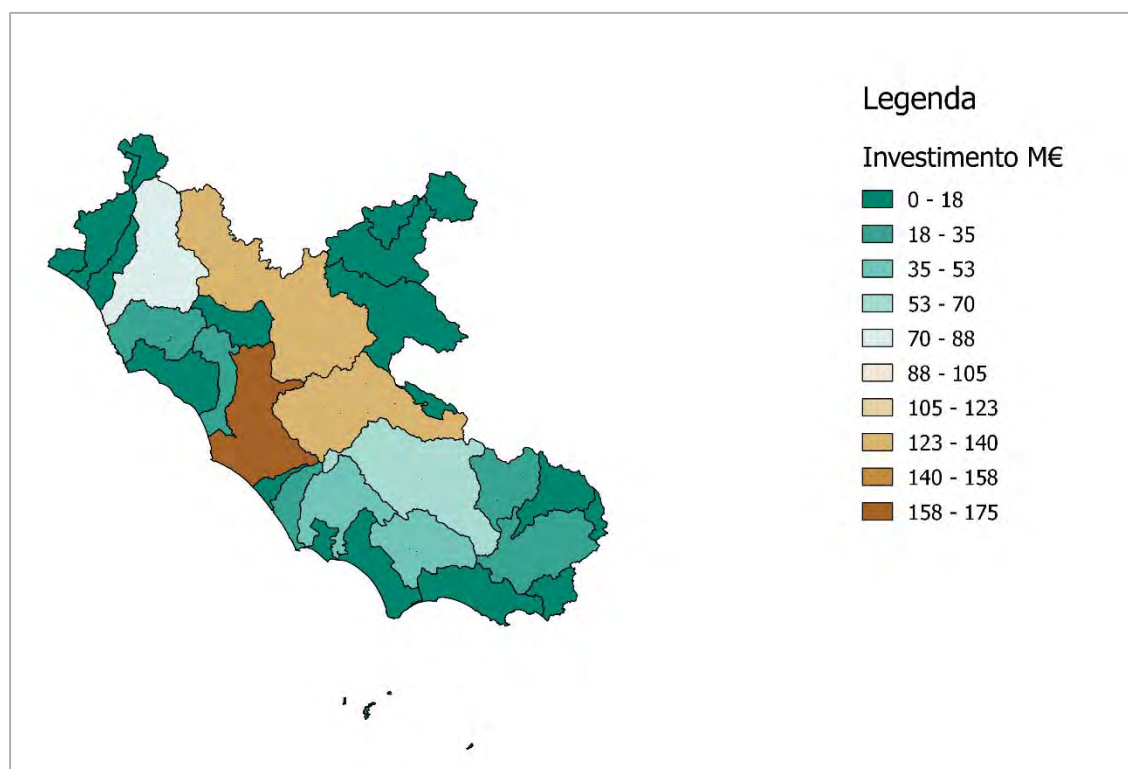 Legenda
Investimento M€
0 - 18
18 - 35
35 - 53
53 - 70
70 - 88
88 - 105
105 - 123
123 - 140
140 - 158
158 - 175